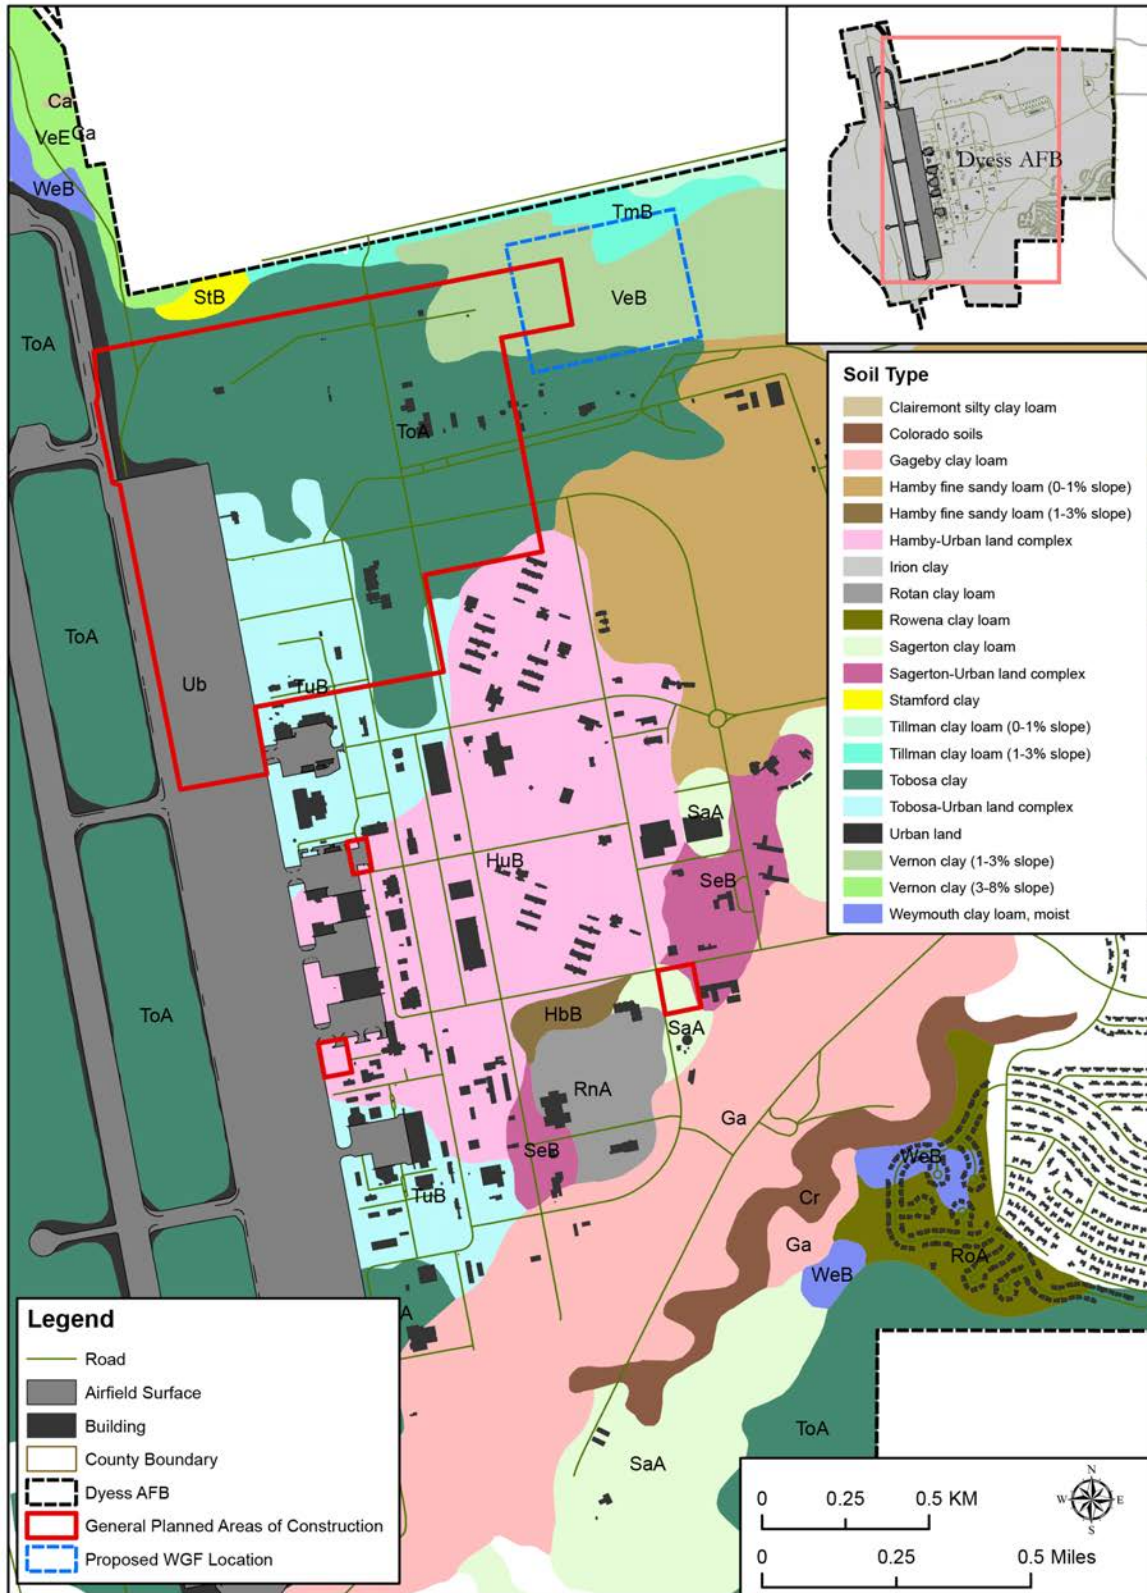 Ca
Ca
VeE
WeB
Dyess AFB
TmB
StB
VeB
ToA
ToA
ToA
Ub
TuB
SaA
HuB
SeB
ToA
HbB
SaA
RnA
Ga
SeB
WeB
TuB
Cr
Ga
WeB
RoA
A
ToA
SaA
Soil Type
Clairemont silty clay loam
Colorado soils
Gageby clay loam
Hamby fine sandy loam (0-1% slope)
Hamby fine sandy loam (1-3% slope)
Hamby-Urban land complex
Irion clay
Rotan clay loam
Rowena clay loam
Sagerton clay loam
Sagerton-Urban land complex
Stamford clay
Tillman clay loam (0-1% slope)
Tillman clay loam (1-3% slope)
Tobosa clay
Tobosa-Urban land complex
Urban land
Vernon clay (1-3% slope)
Vernon clay (3-8% slope)
Weymouth clay loam, moist
Legend
Road
Airfield Surface
Building
County Boundary
Dyess AFB
General Planned Areas of Construction
Proposed WGF Location
0 0.25 0.5 KM
0 0.25 0.5 Miles
N
W E
S